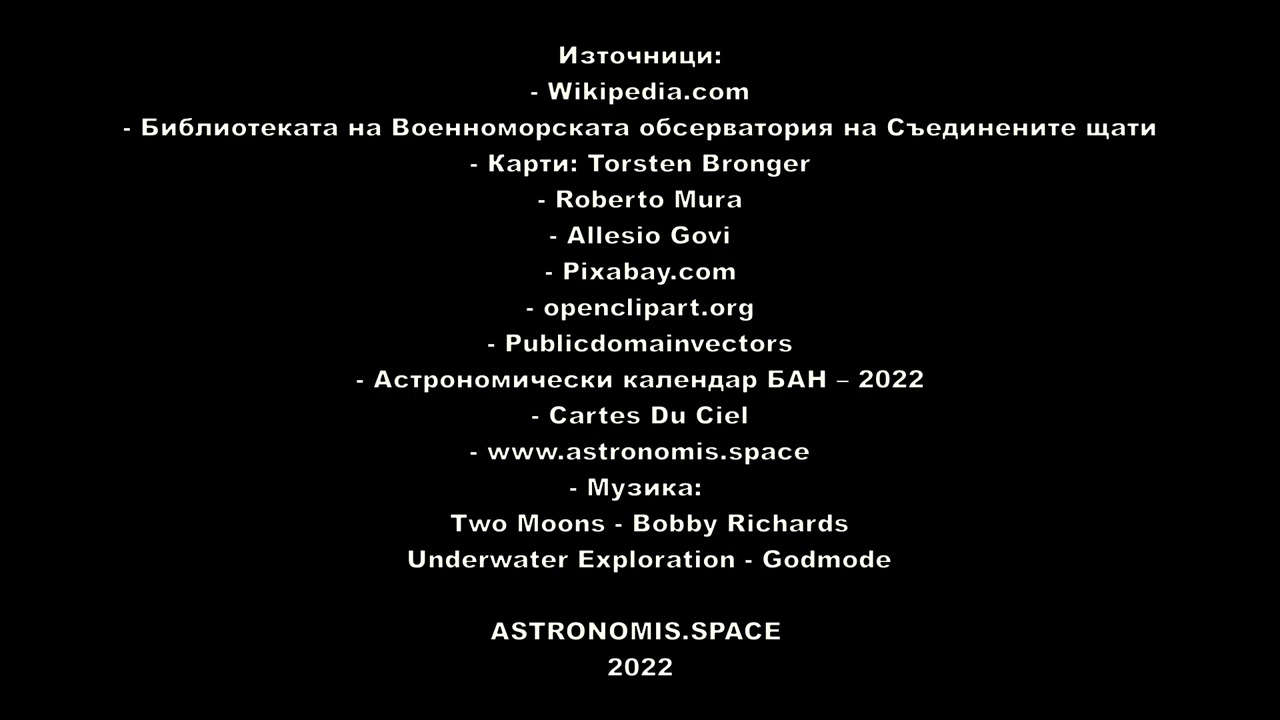 Източници:
- Wikipedia.com
- Библиотеката на Военноморската обсерватория на Съединените щати
- Карти: Torsten Bronger
- Roberto Mura
- Allesio Govi
- Pixabay.com
- openclipart.org
- Publicdomainvectors
- Астрономически календар БАН – 2022
- Cartes Du Ciel
- www.astronomis.space
- Музика:
Two Moons - Bobby Richards
Underwater Exploration - Godmode
ASTRONOMIS.SPACE
2022